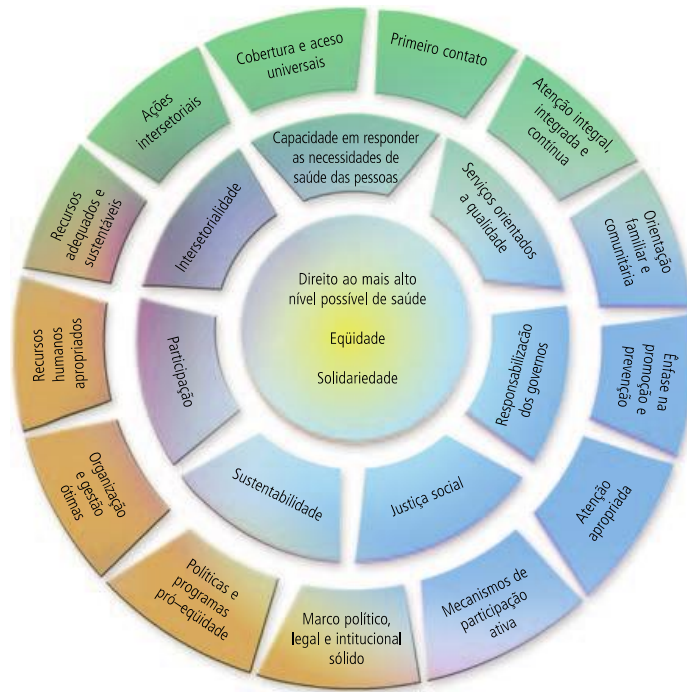 Cobertura e aceso
universais
Primeiro contato
Atenção integral,
integrada e
contínua
Orientação
familiar e
comunitária
Ênfase na
promoção e
prevenção
Atenção
apropriada
Mecanismos de
participação
ativa
Marco político,
legal e intitucional
sólido
Políticas e
programas
pró–eqüidade
Organização
e gestão
ótimas
Recursos
humanos
apropriados
Recursos
adequados e
sustentáveis
Ações
intersetoriais
Capacidade em responder
as necessidades de
saúde das pessoas
Serviços orientados
a qualidade
Responsabilização
dos governos
Justiça social
Sustentabilidade
Participação
Intersetorialidade
Direito ao mais alto
nível possível de saúde
Eqüidade
Solidariedade